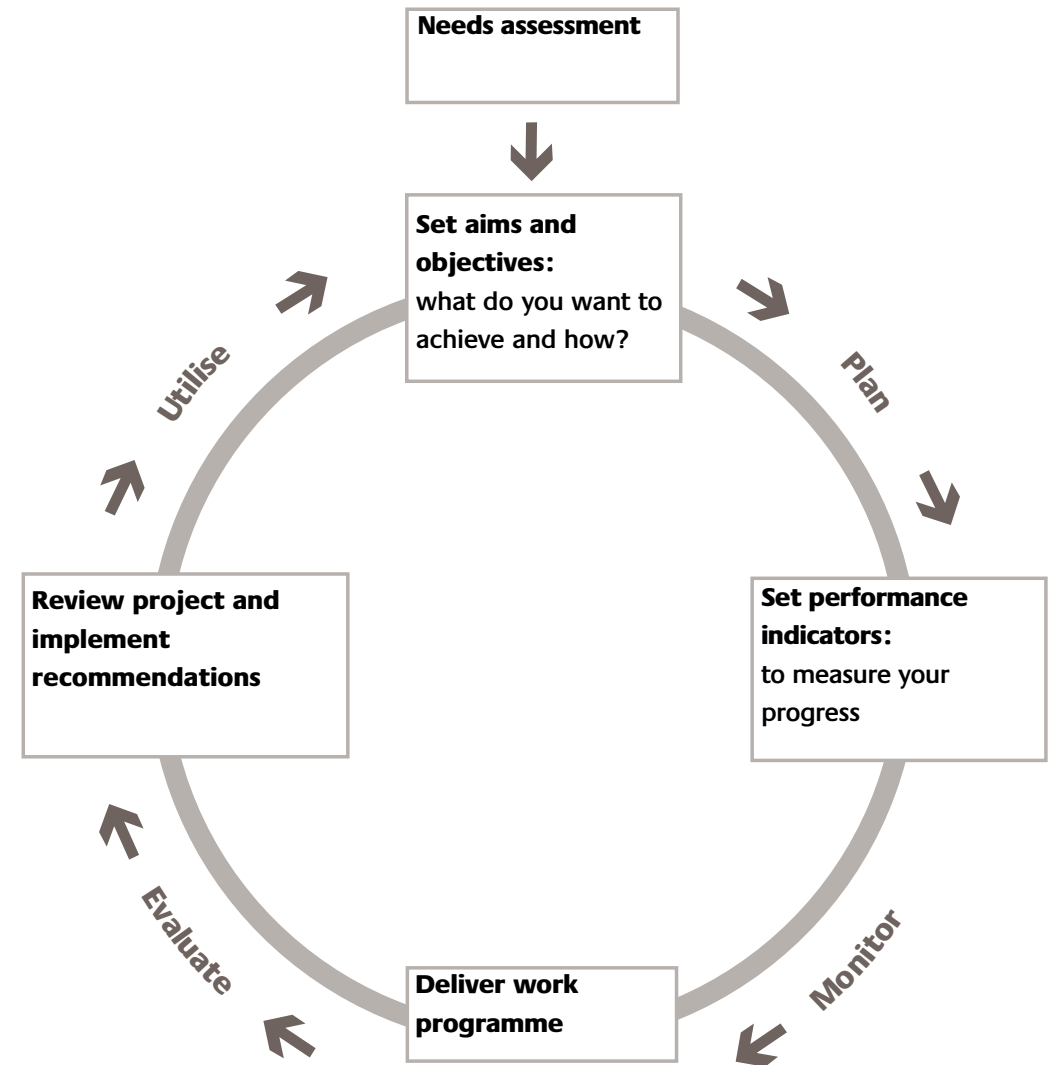 Needs assessment
Set aims and
objectives:
what do you want to
achieve and how?
Plan
Set performance
indicators:
to measure your
progress
Monitor
Deliver work
programme
Evaluate
Review project and
implement
recommendations
Utilise